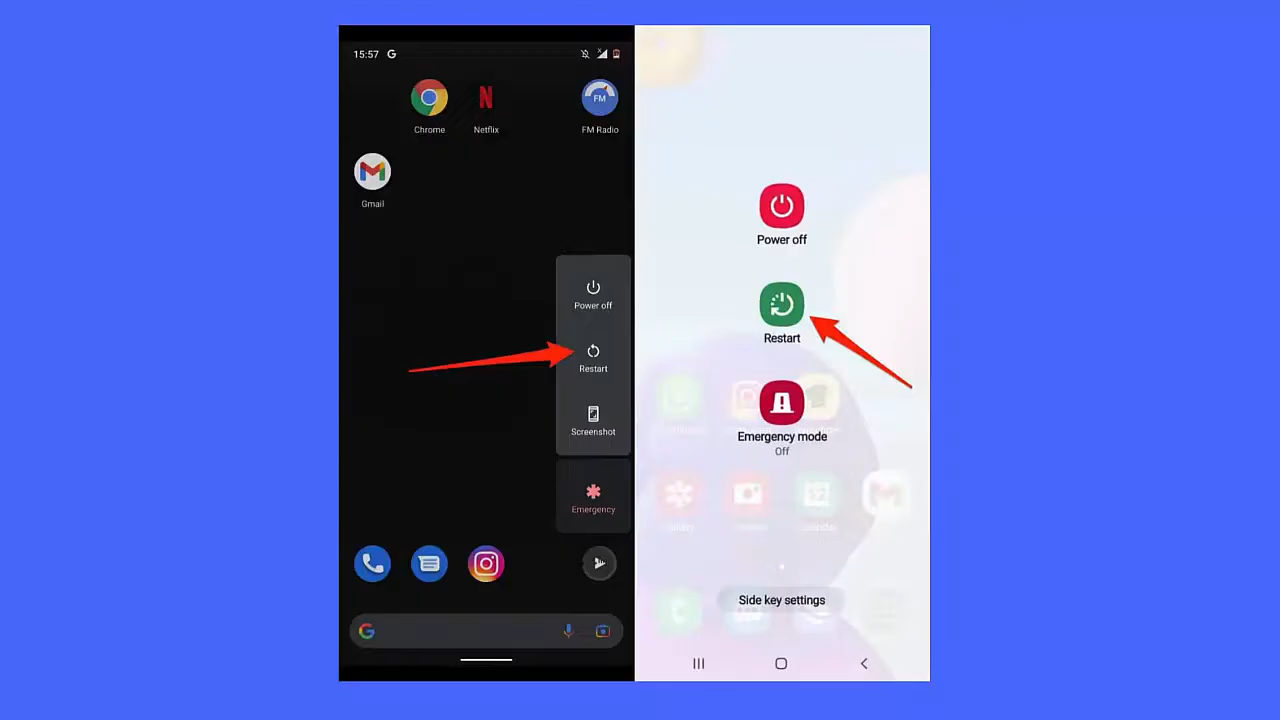 15:57
Chrome
Netflix
FM
FM Radio
Gmail
Power off
Restart
Screenshot
Emergency
Power off
Restart
Emergency mode
Off
Side key settings